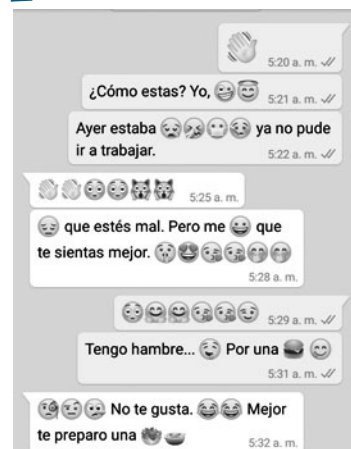 👋 5:20 a. m.
¿Cómo estas? Yo, 5:21 a. m.
Ayer estaba ya no pude
ir a trabajar. 5:22 a. m.
5:25 a. m.
que estés mal. Pero me que
te sientas mejor.
5:28 a. m.
5:29 a. m.
Tengo hambre... Por una
5:31 a. m.
No te gusta. Mejor
te preparo una 5:32 a. m.